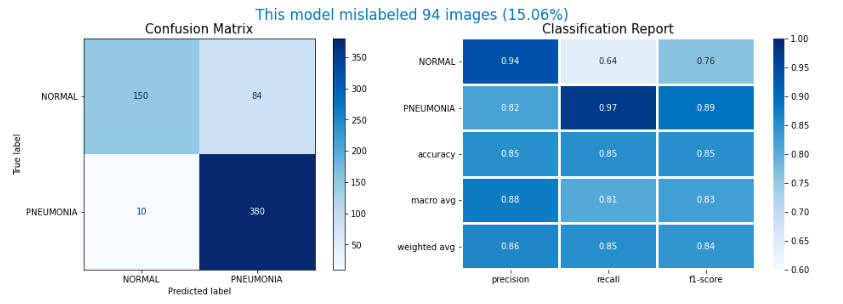 This model mislabeled 94 images (15.06%)
Confusion Matrix
True label
NORMAL 150 84
PNEUMONIA 10 380
NORMAL PNEUMONIA
Predicted label
350
300
250
200
150
100
50
Classification Report
NORMAL 0.94 0.64 0.76
PNEUMONIA 0.82 0.97 0.89
accuracy 0.85 0.85 0.85
macro avg 0.88 0.81 0.83
weighted avg 0.86 0.85 0.84
precision recall f1-score
1.00
0.95
0.90
0.85
0.80
0.75
0.70
0.65
0.60